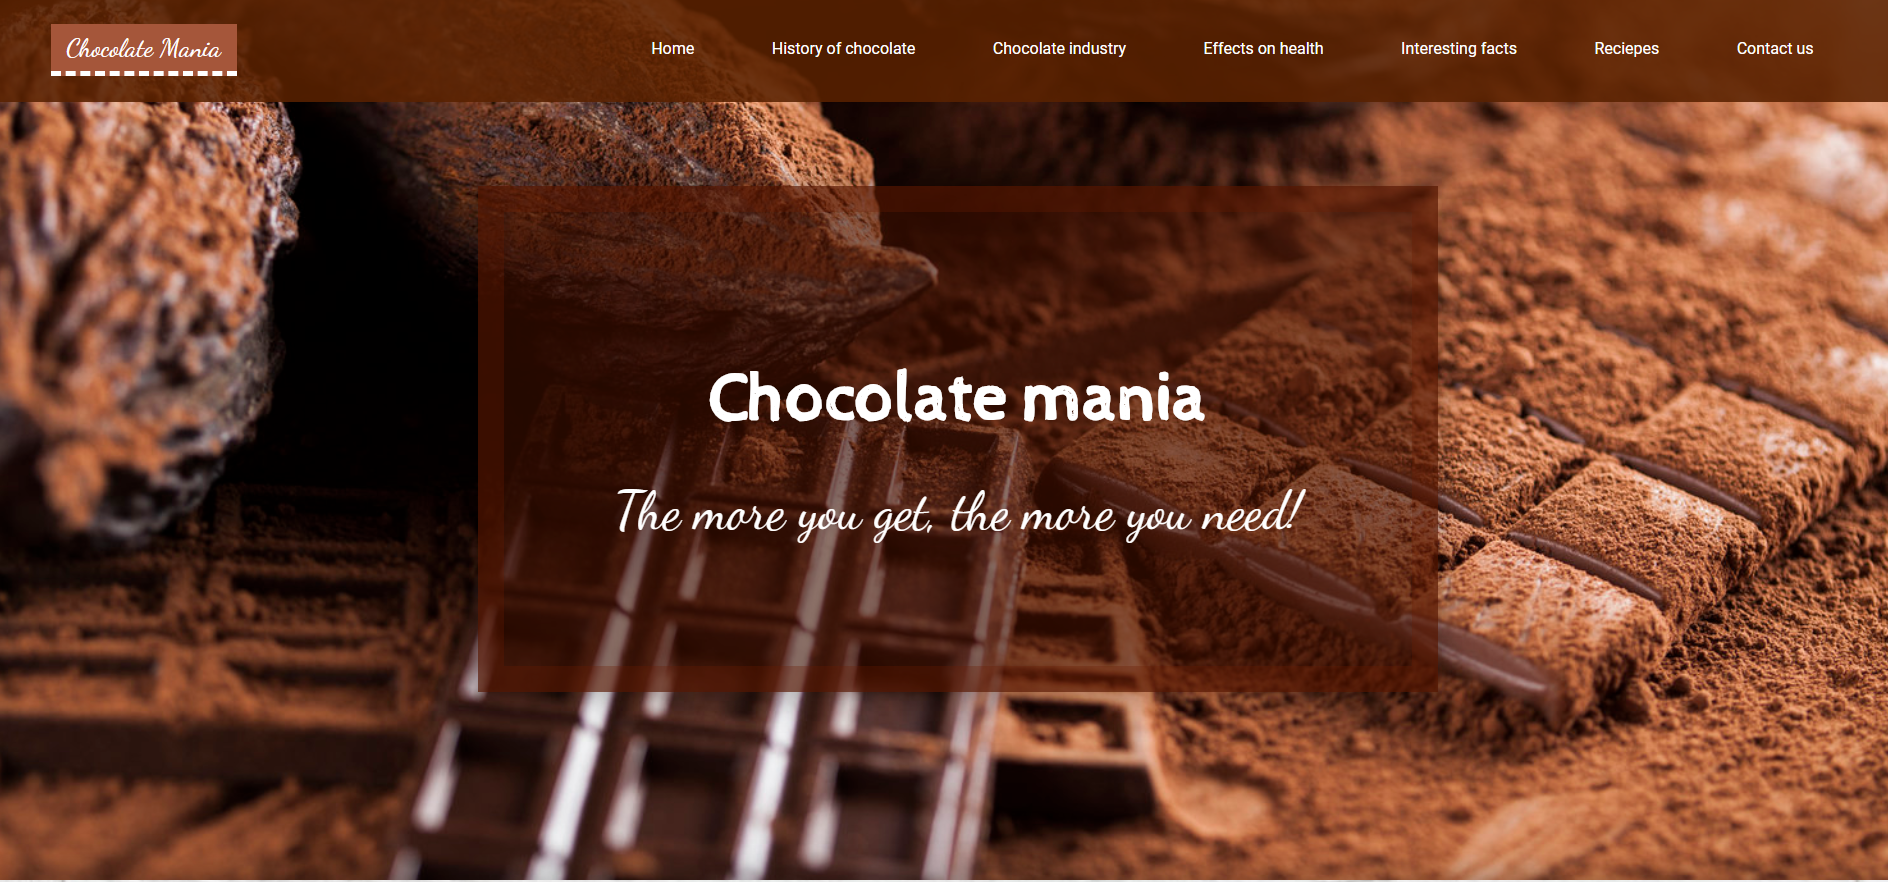 Chocolate Mania
Home
History of chocolate
Chocolate industry
Effects on health
Interesting facts
Reciepes
Contact us
Chocolate mania
The more you get, the more you need!